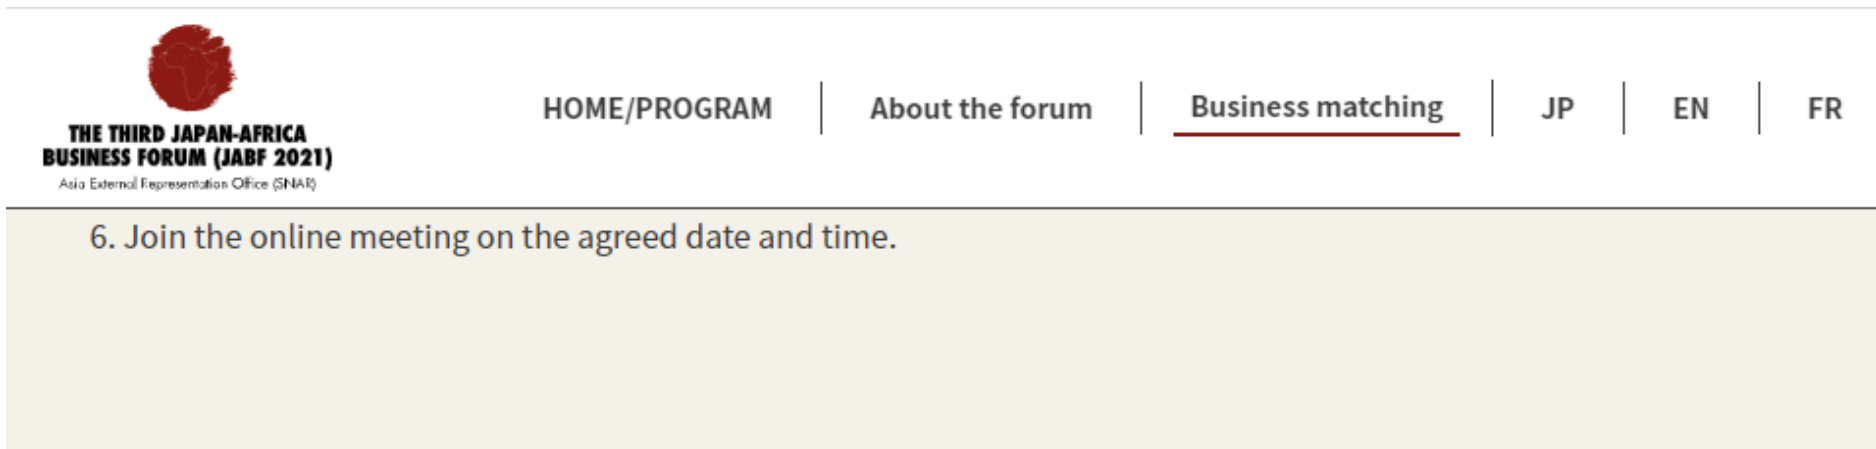 THE THIRD JAPAN-AFRICA
BUSINESS FORUM (JABF 2021)
Asia External Representation Office (SNAR)
HOME/PROGRAM
About the forum
Business matching
JP
EN
FR
6. Join the online meeting on the agreed date and time.